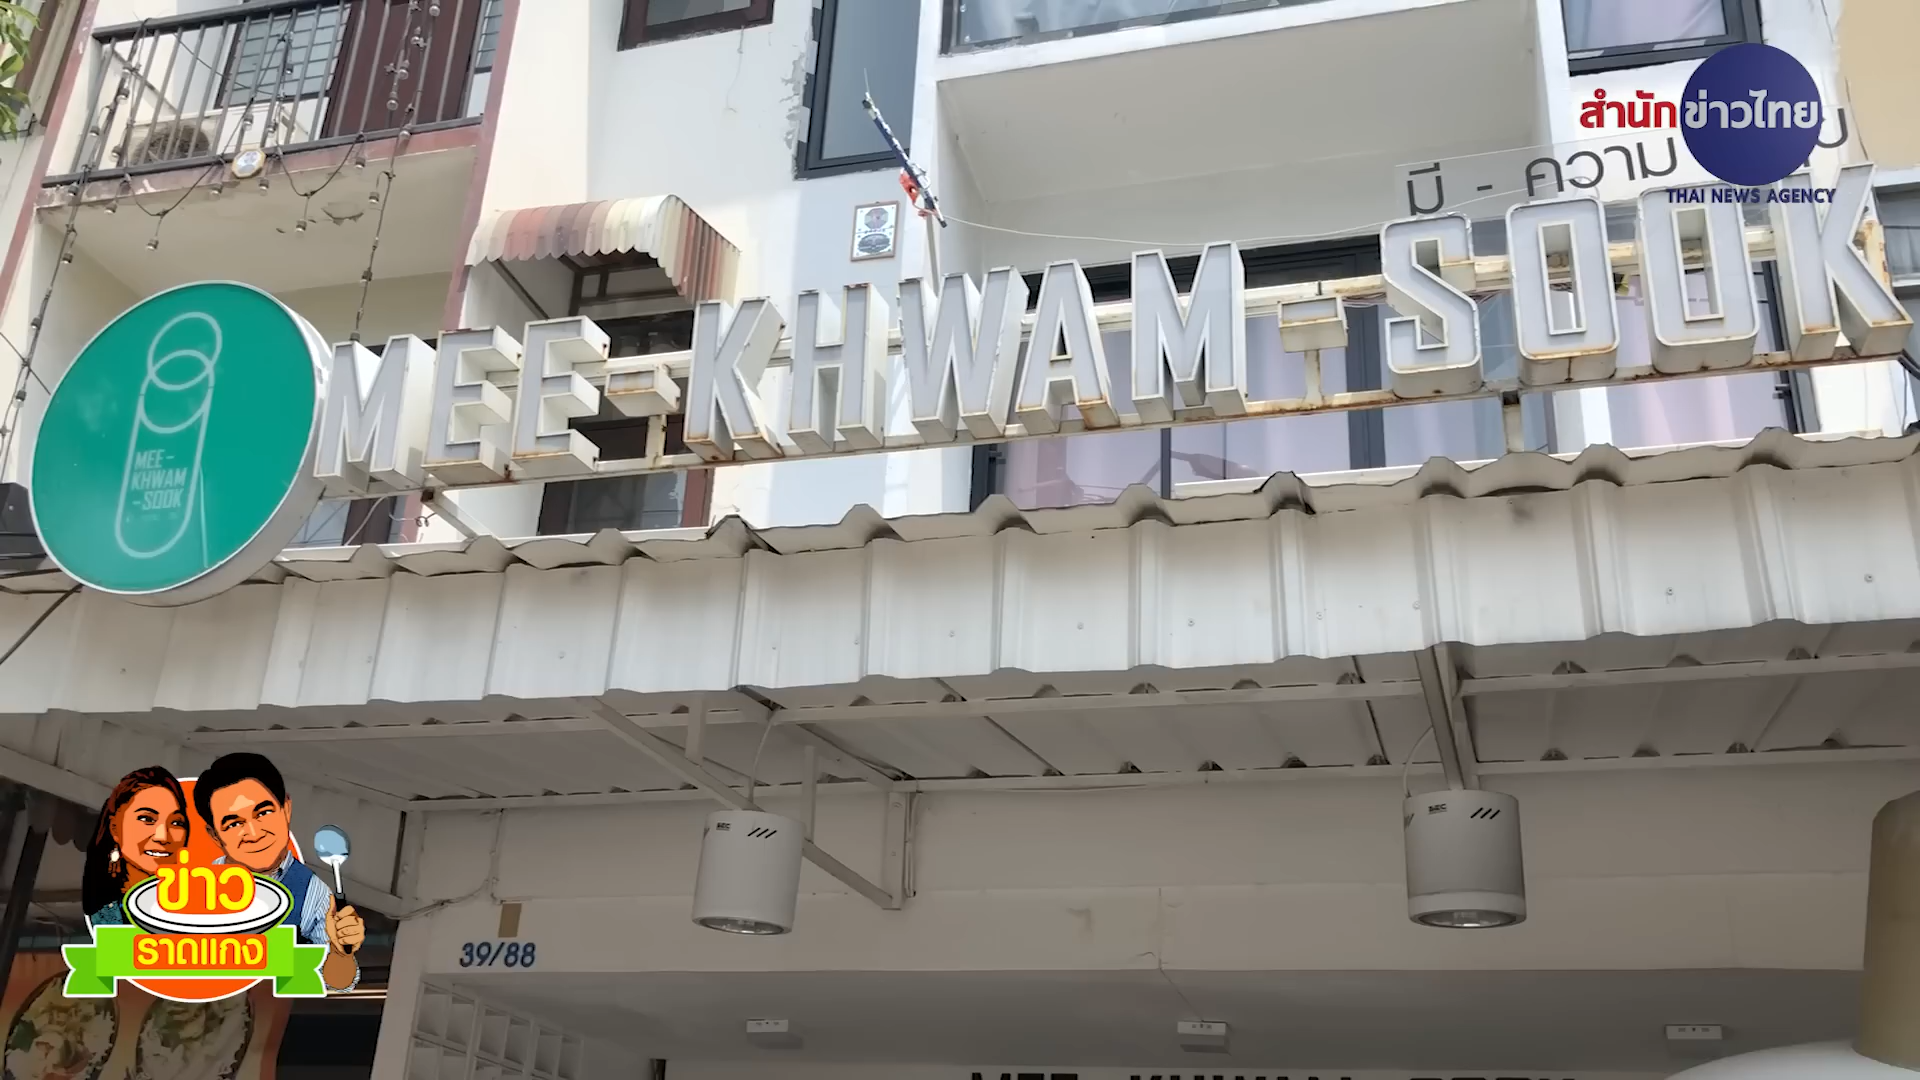 สำนักข่าวไทย
THAI NEWS AGENCY
มี - ความ
MEE-KHWAM-SOOK
MEE-
KHWAM
-SOOK
39/88
ข่าว
ราดแกง